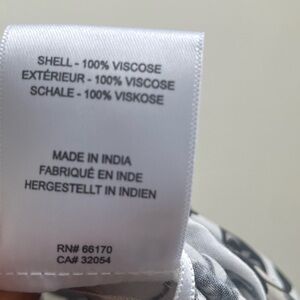 SHELL - 100% VISCOSE
EXTÉRIEUR - 100% VISCOSE
SCHALE - 100% VISKOSE
MADE IN INDIA
FABRIQUÉ EN INDE
HERGESTELLT IN INDIEN
RN# 66170
CA# 32054